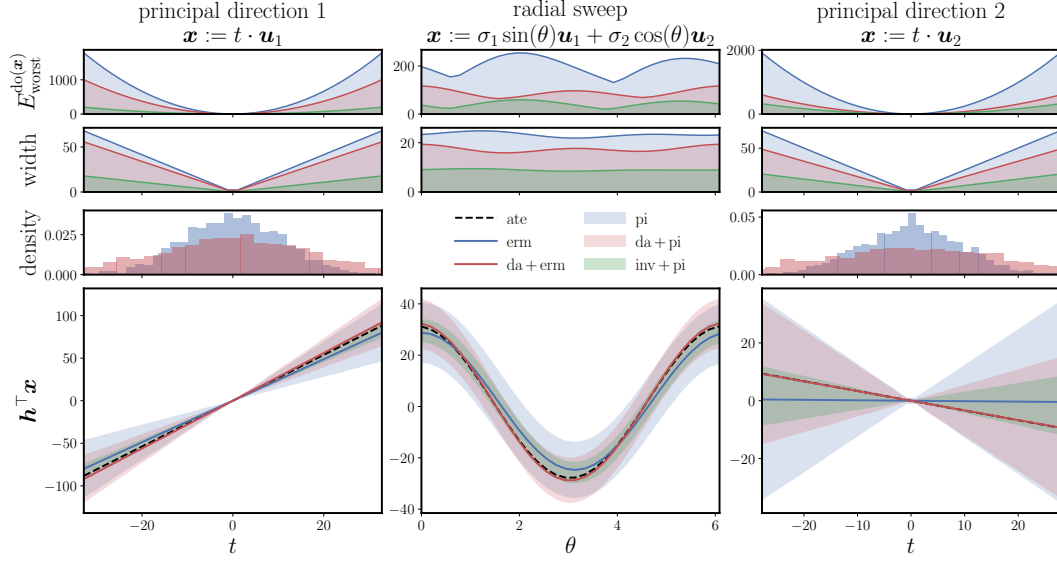 principal direction 1
x := t · u₁
radial sweep
x := σ₁ sin(θ)u₁ + σ₂ cos(θ)u₂
principal direction 2
x := t · u₂
E_worst^do(x)
1000
0
200
0
2000
0
width
50
0
20
0
50
0
density
0.025
0.000
0.05
0.00
ate
erm
da + erm
pi
da + pi
inv + pi
h⊤x
100
50
0
−50
−100
−20
0
20
t
40
20
0
−20
−40
0
2
4
6
θ
20
0
−20
−20
−10
0
10
20
t